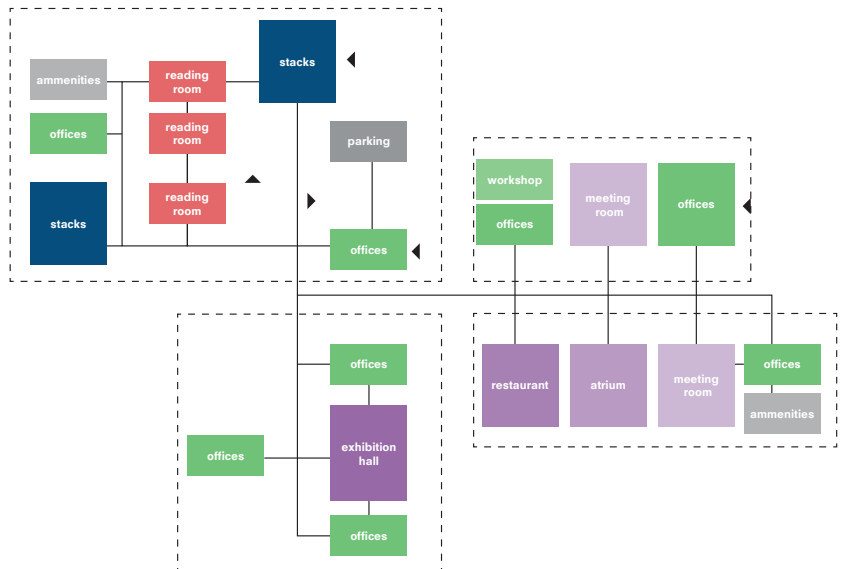 stacks
ammenities
reading
room
offices
reading
room
parking
stacks
reading
room
offices
workshop
offices
meeting
room
offices
restaurant
atrium
meeting
room
offices
ammenities
offices
offices
exhibition
hall
offices